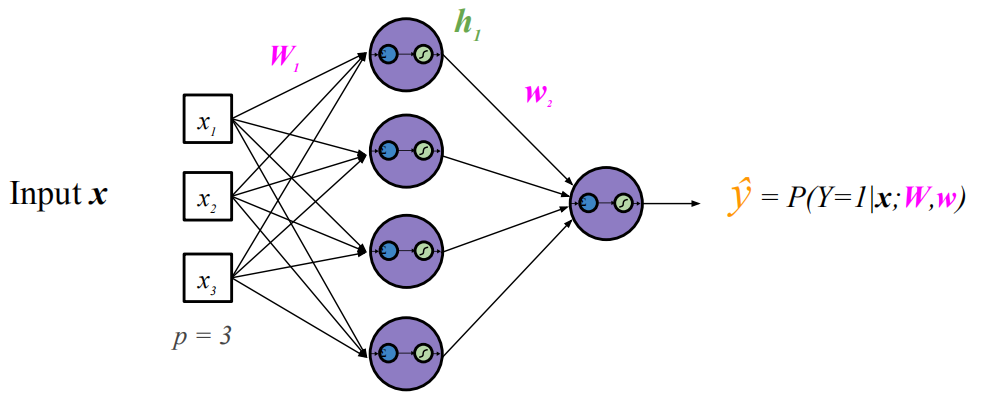 h₁
W₁
w₂
x₁
x₂
Input x
ŷ = P(Y=1|x;W,w)
x₃
p = 3